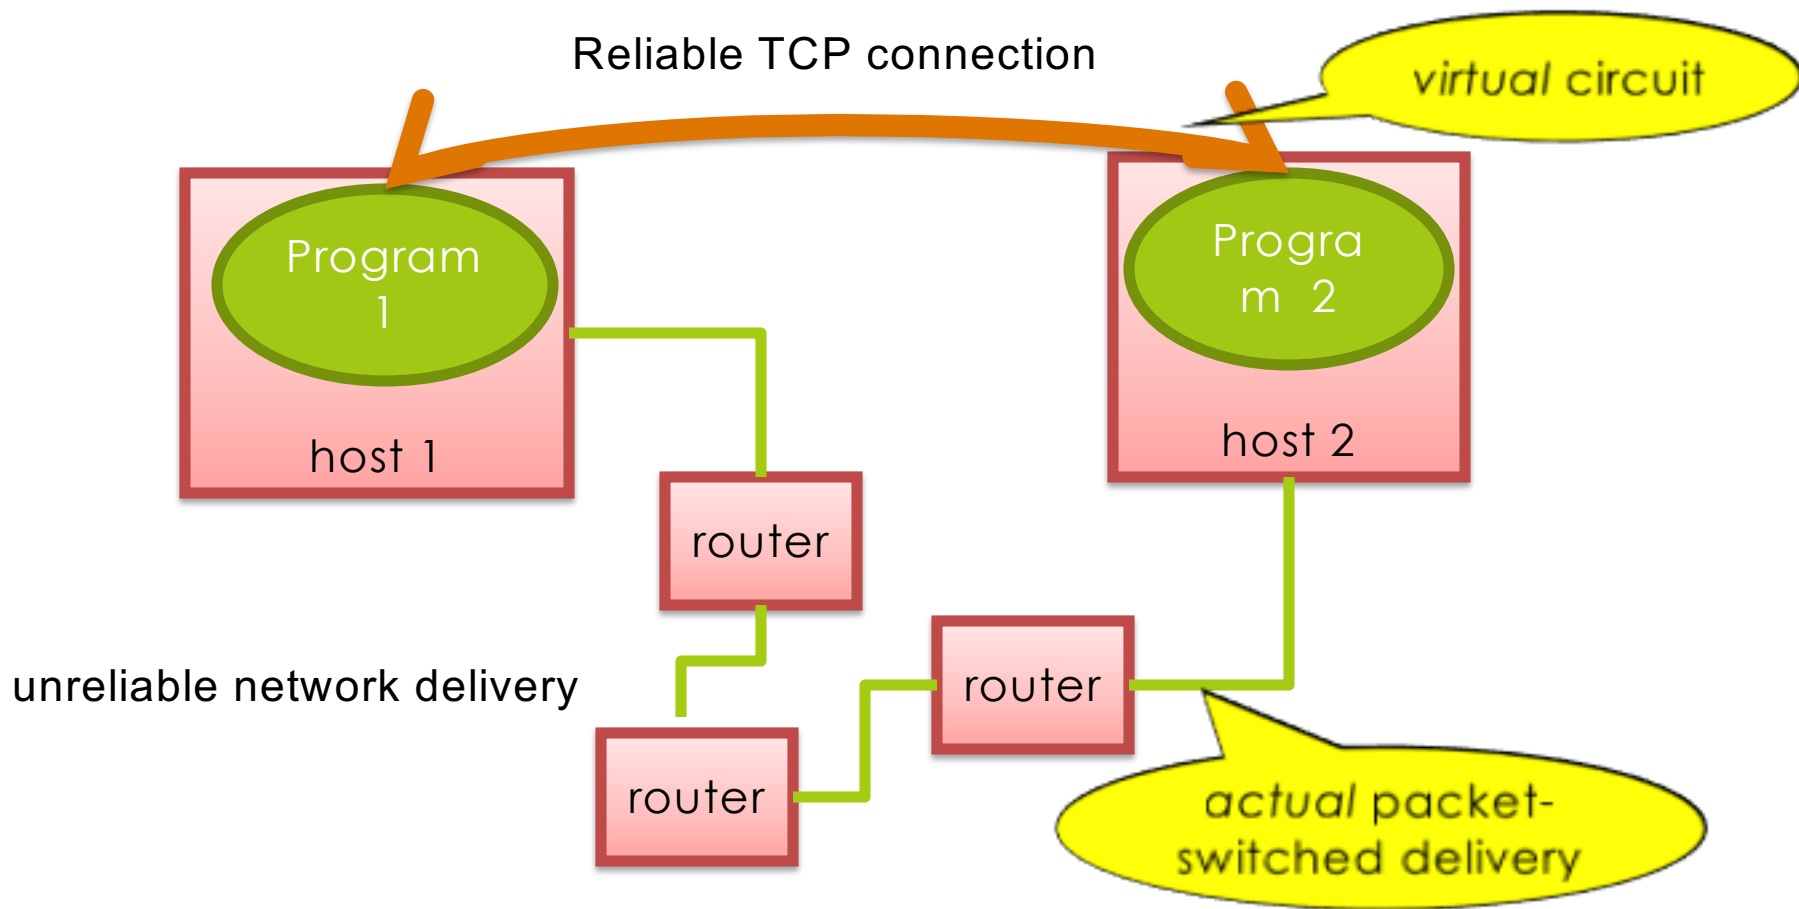 Reliable TCP connection
virtual circuit
Program
1
host 1
Progra
m 2
host 2
router
unreliable network delivery
router
router
actual packet-
switched delivery